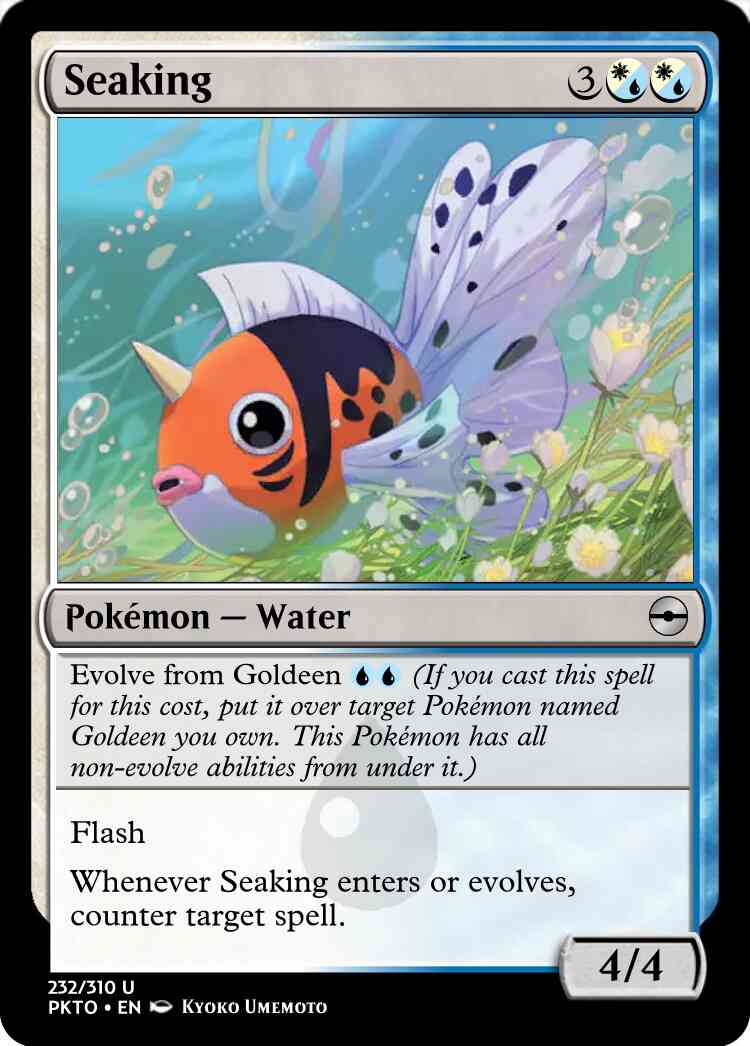 Seaking 3
Pokémon — Water
Evolve from Goldeen (If you cast this spell
for this cost, put it over target Pokémon named
Goldeen you own. This Pokémon has all
non-evolve abilities from under it.)
Flash
Whenever Seaking enters or evolves,
counter target spell.
4/4
232/310 U
PKTO • EN Kyoko Umemoto